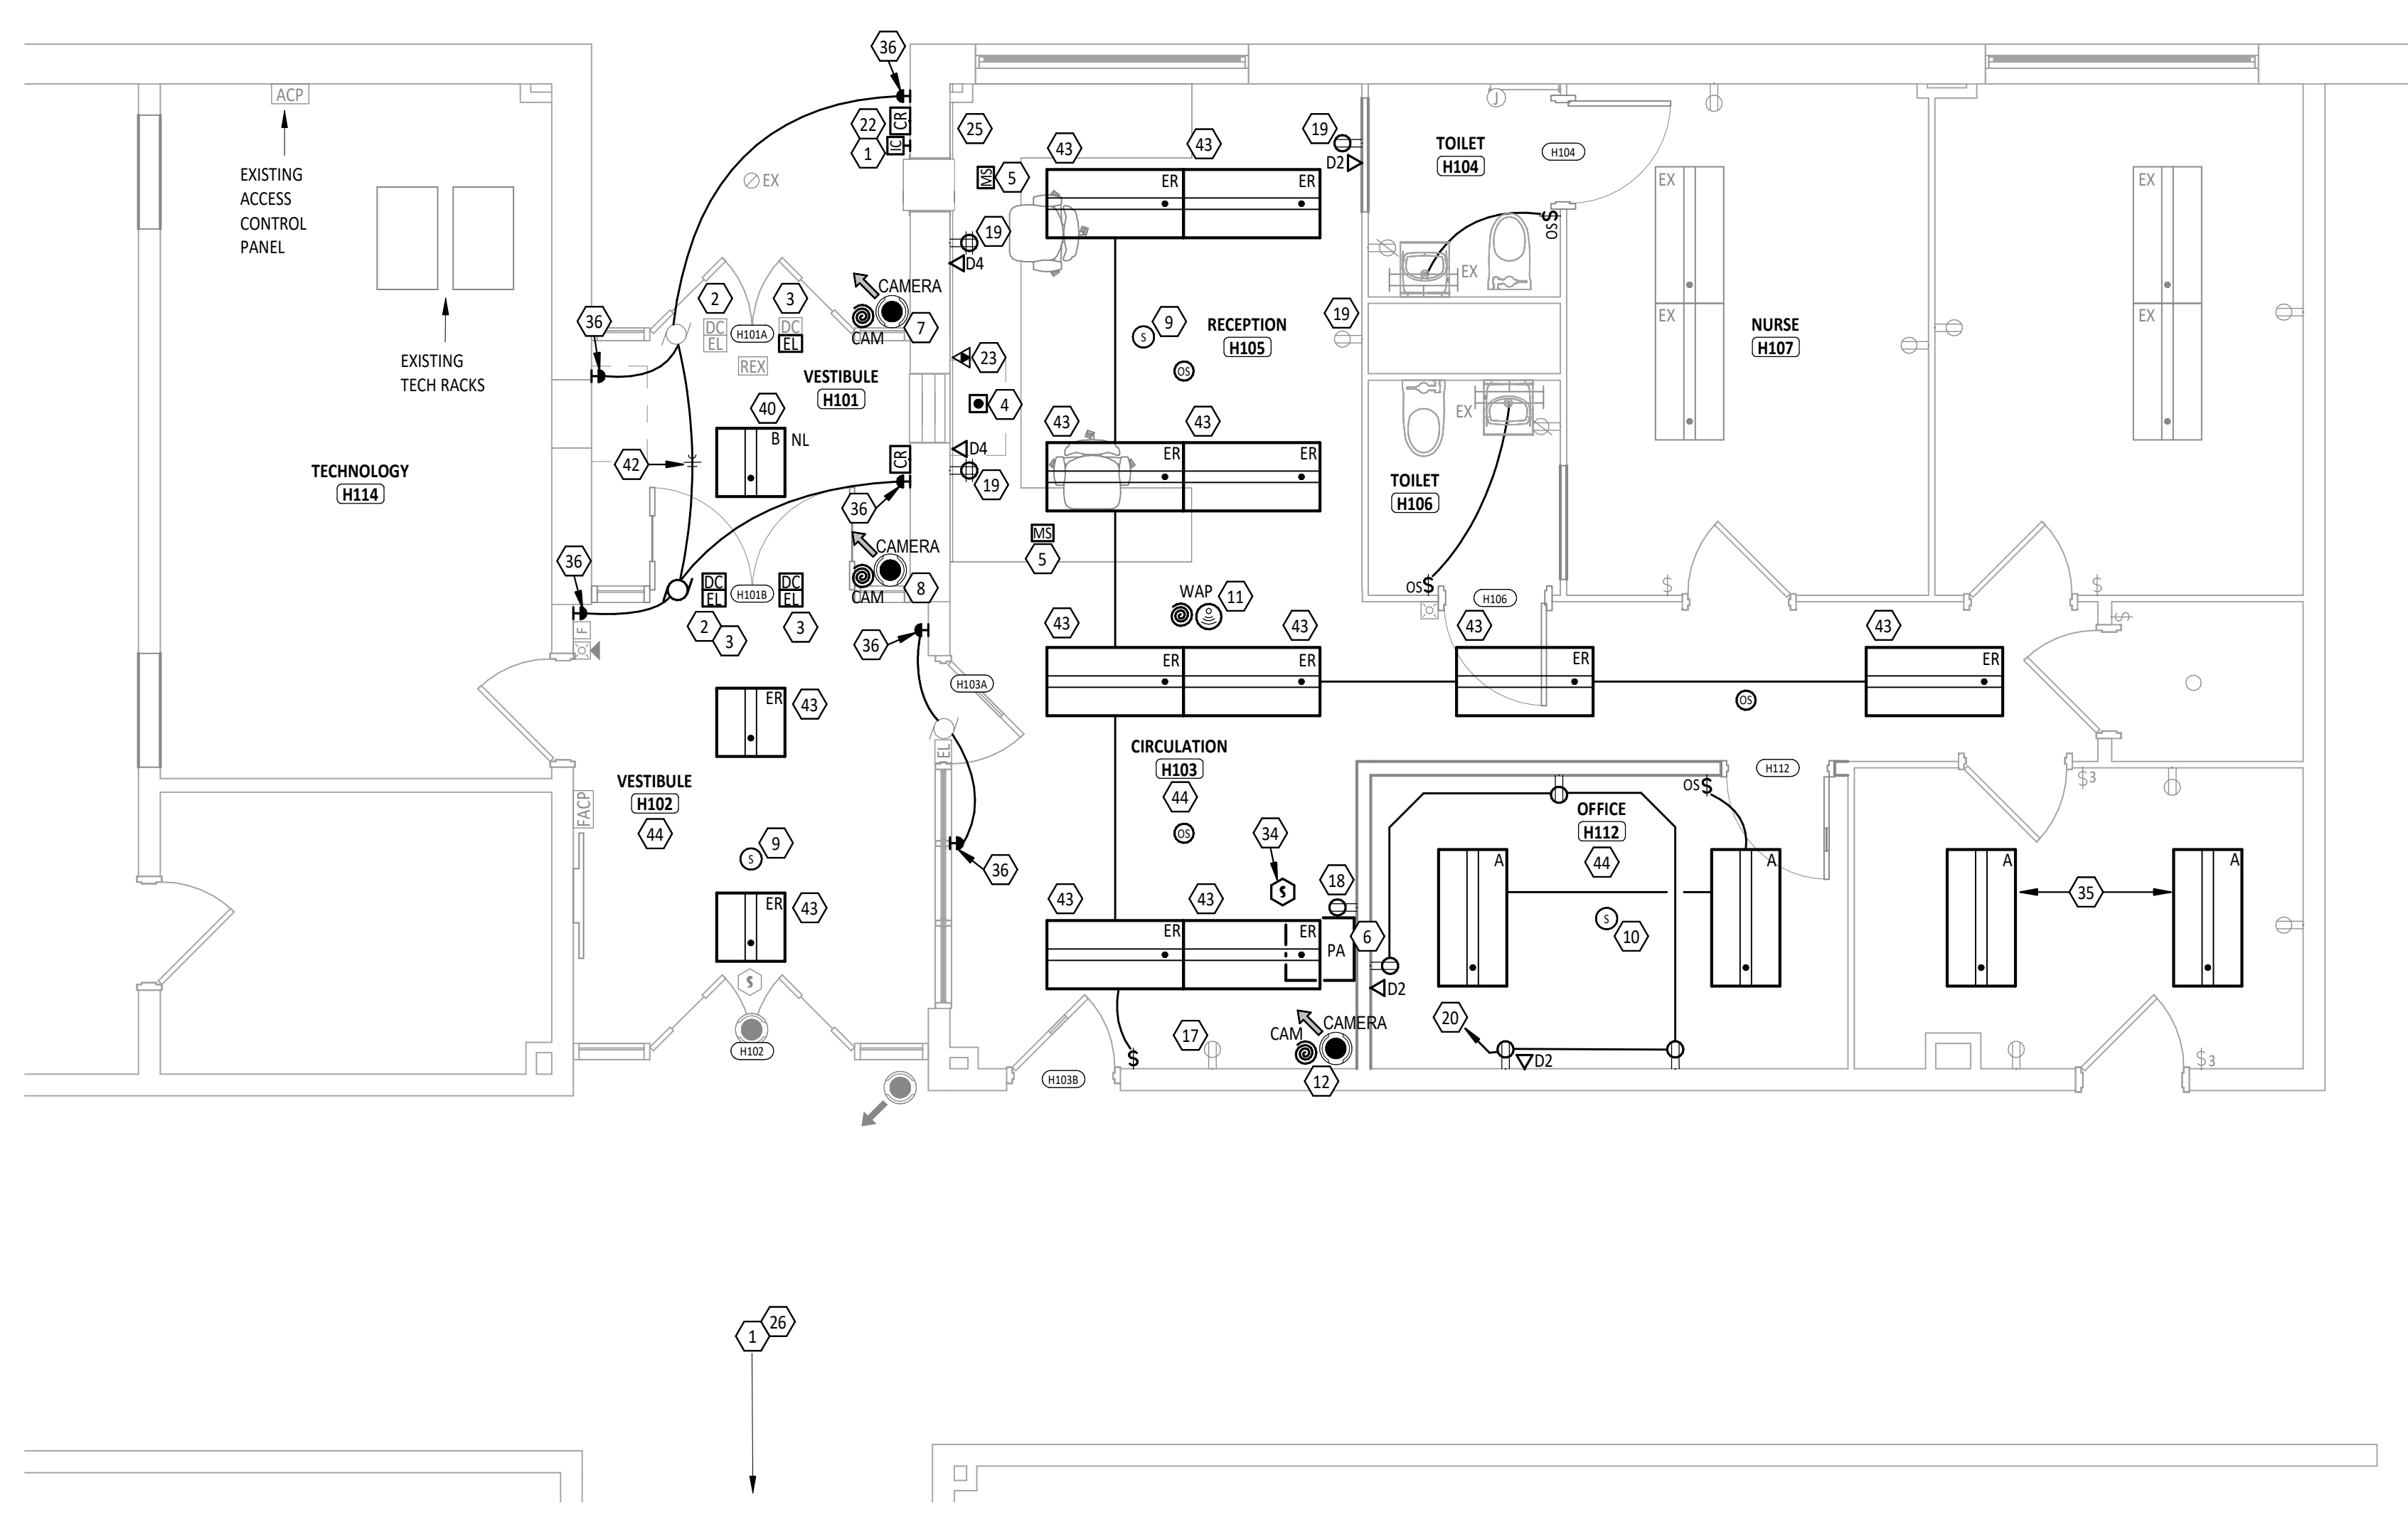 36
ACP
22
CR
1
IC
25
43
43
19
D2
TOILET
H104
H104
J
EXISTING
ACCESS
CONTROL
PANEL
EX
MS
5
ER
ER
EX
EX
19
D4
OS$
EX
2
3
CAMERA
CAM
7
36
DC
EL
H101A
DC
EL
REX
9
S
RECEPTION
H105
19
NURSE
H107
EX
EX
EXISTING
TECH RACKS
VESTIBULE
H101
23
OS
40
4
43
43
EX
B
NL
D4
ER
ER
42
CR
19
TECHNOLOGY
H114
TOILET
H106
36
MS
5
CAMERA
CAM
8
36
DC
EL
H101B
DC
EL
2
3
3
WAP
11
OS$
H106
$
$
F
36
43
43
43
43
$
H103A
ER
ER
ER
ER
OS
ER
43
EL
CIRCULATION
H103
44
OS
VESTIBULE
H102
44
FACP
9
S
H112
OS$
OFFICE
H112
44
$3
34
S
36
18
A
A
A
A
35
ER
43
43
43
ER
ER
PA
6
S
10
D2
S
17
CAM
CAMERA
12
20
D2
$
H102
H103B
$3
1
26